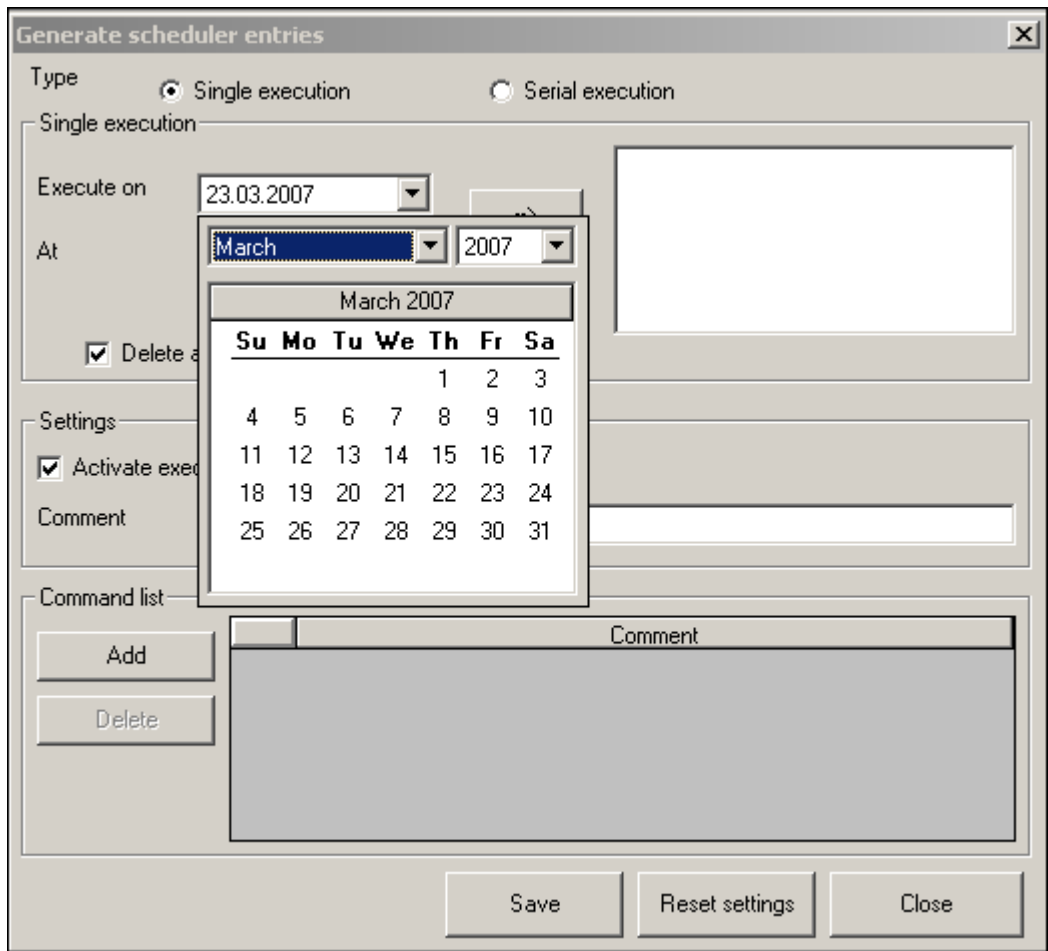 Generate scheduler entries
Type
Single execution
Serial execution
Single execution
Execute on
23.03.2007
At
March
2007
March 2007
Su Mo Tu We Th Fr Sa
1 2 3
4 5 6 7 8 9 10
11 12 13 14 15 16 17
18 19 20 21 22 23 24
25 26 27 28 29 30 31
Delete
Settings
Activate
Comment
Command list
Add
Delete
Comment
Save
Reset settings
Close